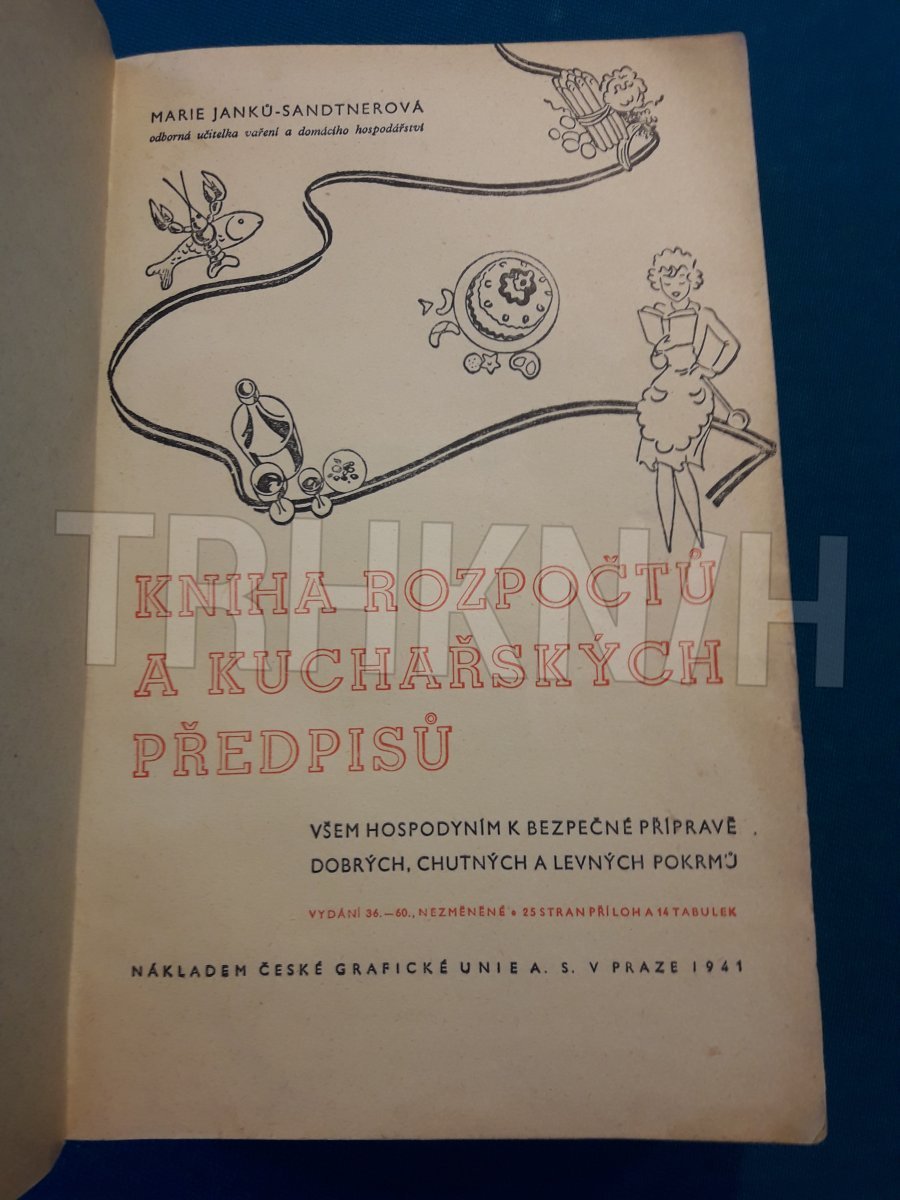 MARIE JANKŮ-SANDTNEROVÁ
odborná učitelka vaření a domácího hospodářství
TRHKNIH
KNIHA ROZPOČTŮ
A KUCHAŘSKÝCH
PŘEDPISŮ
VŠEM HOSPODYNÍM K BEZPEČNÉ PŘÍPRAVĚ
DOBRÝCH, CHUTNÝCH A LEVNÝCH POKRMŮ
VYDÁNÍ 36.—60., NEZMĚNĚNÉ • 25 STRAN PŘÍLOH A 14 TABULEK
NÁKLADEM ČESKÉ GRAFICKÉ UNIE A. S. V PRAZE 1941